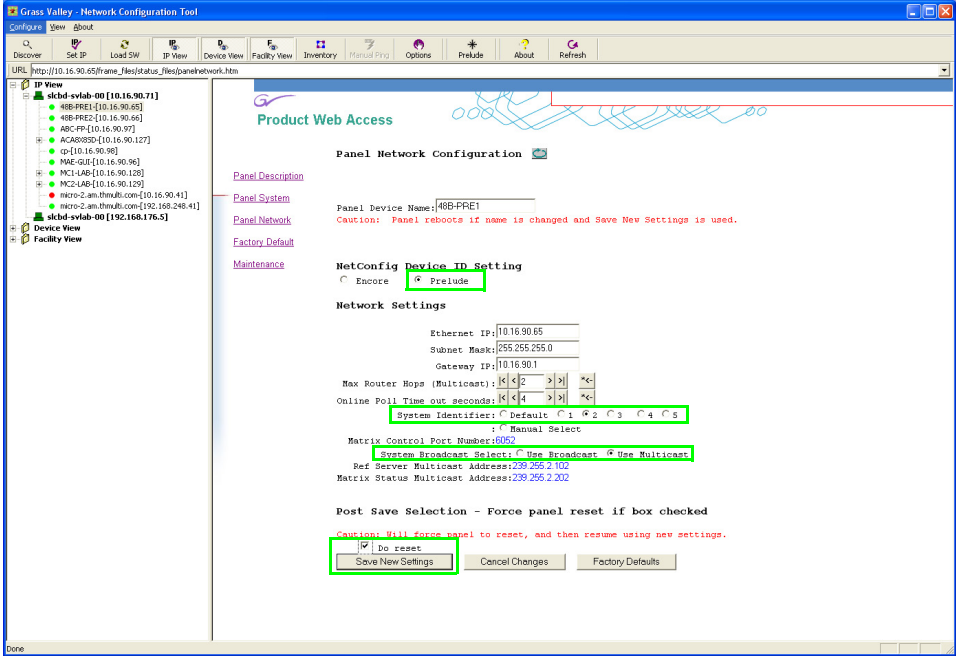 Grass Valley - Network Configuration Tool
Configure View About
Discover Set IP Load SW IP View Device View Facility View Inventory Manual Ping Options Prelude About Refresh
URL http://10.16.90.65/frame_files/status_files/panelnetwork.htm
IP View
slcbd-svlab-00 [10.16.90.71]
48B-PRE1-[10.16.90.65]
48B-PRE2-[10.16.90.66]
ABC-FP-[10.16.90.97]
ACA8X85D-[10.16.90.127]
cp-[10.16.90.98]
MAE-GUI-[10.16.90.96]
MC1-LAB-[10.16.90.128]
MC2-LAB-[10.16.90.129]
micro-2.am.thmulti.com-[10.16.90.41]
micro-2.am.thmulti.com-[192.168.248.41]
slcbd-svlab-00 [192.168.176.5]
Device View
Facility View
Product Web Access
Panel Description
Panel System
Panel Network
Factory Default
Maintenance
Panel Network Configuration
Panel Device Name: 48B-PRE1
Caution: Panel reboots if name is changed and Save New Settings is used.
NetConfig Device ID Setting
Encore Prelude
Network Settings
Ethernet IP: 10.16.90.65
Subnet Mask: 255.255.255.0
Gateway IP: 10.16.90.1
Max Router Hops (Multicast): |< < 2 > >| *<-
Online Poll Time out seconds: |< < 4 > >| *<-
System Identifier: Default 1 2 3 4 5
: Manual Select
Matrix Control Port Number:6052
System Broadcast Select: Use Broadcast Use Multicast
Ref Server Multicast Address:239.255.2.102
Matrix Status Multicast Address:239.255.2.202
Post Save Selection - Force panel reset if box checked
Caution: Will force panel to reset, and then resume using new settings.
Do reset
Save New Settings Cancel Changes Factory Defaults
Done